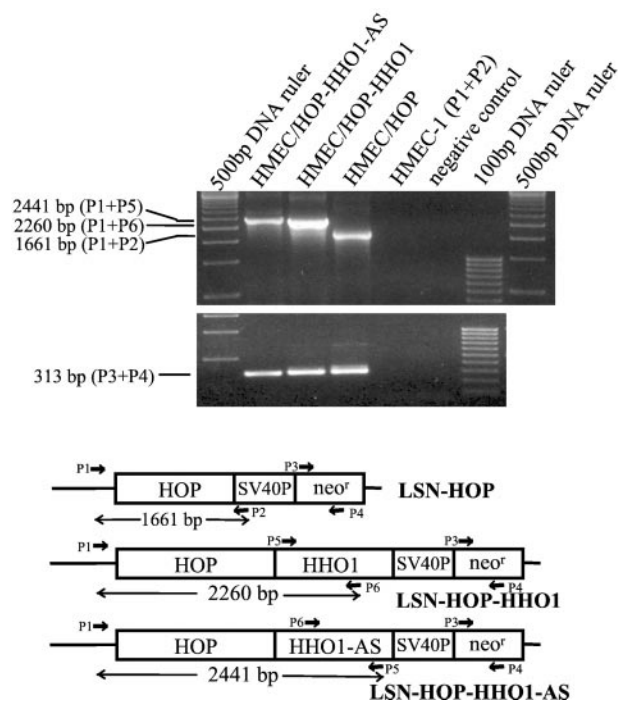 500bp DNA ruler
HMEC/HOP-HHO1-AS
HMEC/HOP-HHO1
HMEC/HOP
HMEC-1 (P1+P2)
negative control
100bp DNA ruler
500bp DNA ruler
2441 bp (P1+P5)
2260 bp (P1+P6)
1661 bp (P1+P2)
313 bp (P3+P4)
P1 P3
HOP SV40P neoʳ LSN-HOP
P2 P4
1661 bp
P1 P5 P3
HOP HHO1 SV40P neoʳ
P6 P4
2260 bp LSN-HOP-HHO1
P1 P6 P3
HOP HHO1-AS SV40P neoʳ
P5 P4
2441 bp LSN-HOP-HHO1-AS